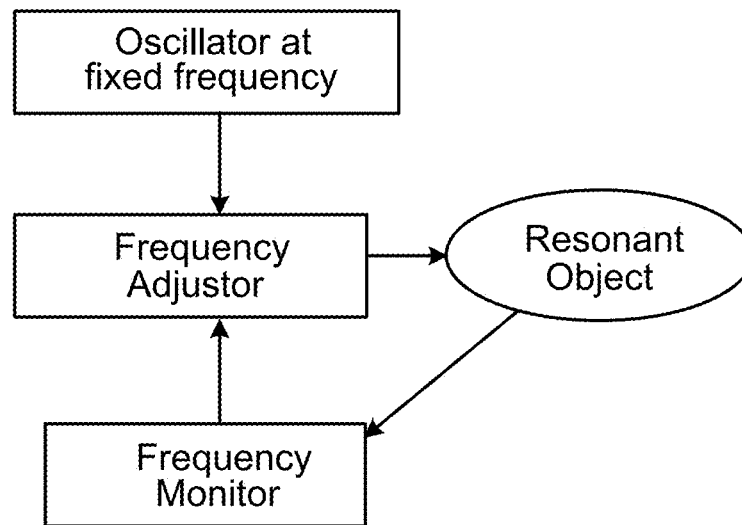 Oscillator at
fixed frequency
Frequency
Adjustor
Resonant
Object
Frequency
Monitor